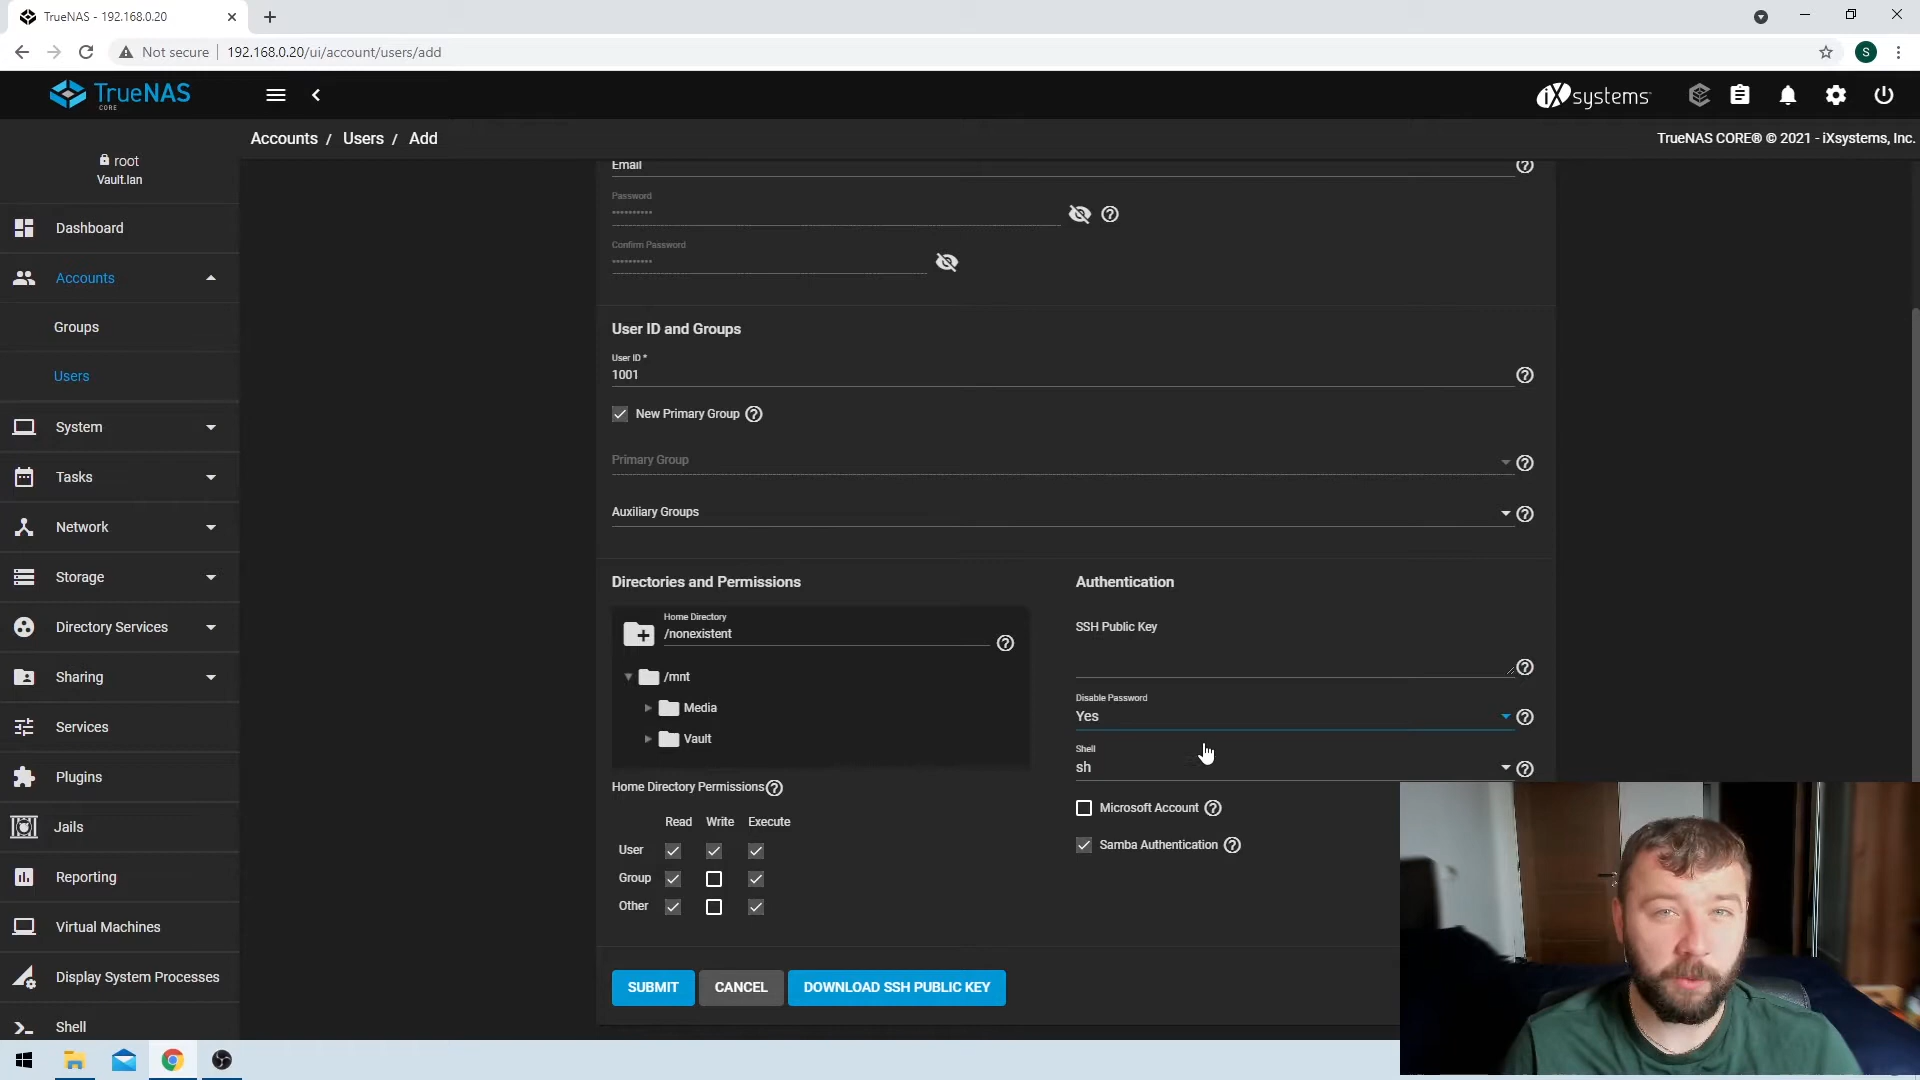 TrueNAS - 192.168.0.20
Not secure
192.168.0.20/ui/account/users/add
S
TrueNAS
CORE
iXsystems
Accounts / Users / Add
TrueNAS CORE® © 2021 - iXsystems, Inc.
root
Vault.lan
Dashboard
Accounts
Groups
Users
System
Tasks
Network
Storage
Directory Services
Sharing
Services
Plugins
Jails
Reporting
Virtual Machines
Display System Processes
Shell
Email
Password
Confirm Password
User ID and Groups
User ID *
1001
New Primary Group
Primary Group
Auxiliary Groups
Directories and Permissions
Home Directory
/nonexistent
/mnt
Media
Vault
Home Directory Permissions
Read Write Execute
User
Group
Other
Authentication
SSH Public Key
Disable Password
Yes
Shell
sh
Microsoft Account
Samba Authentication
SUBMIT
CANCEL
DOWNLOAD SSH PUBLIC KEY